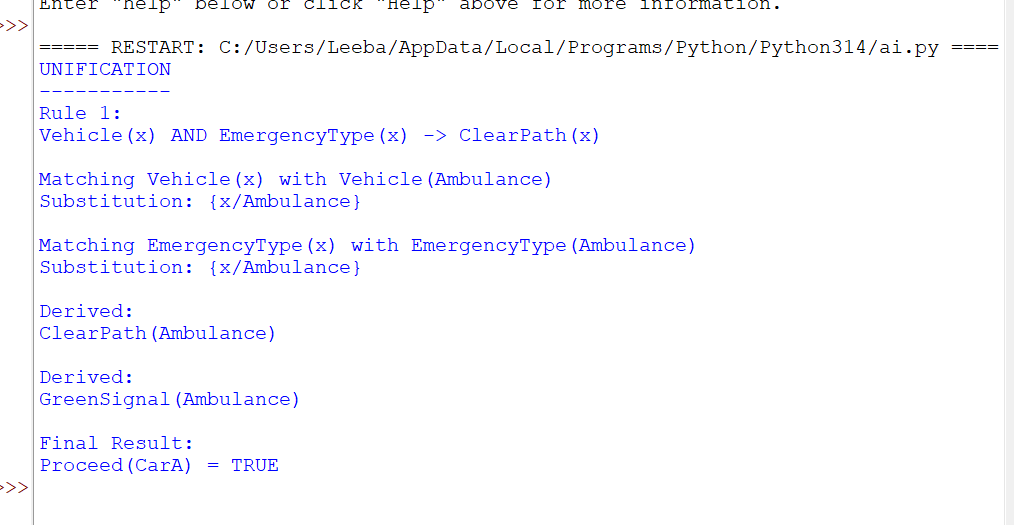 Enter "help" below or click "Help" above for more information.
>>>
===== RESTART: C:/Users/Leeba/AppData/Local/Programs/Python/Python314/ai.py ====
UNIFICATION
-----------
Rule 1:
Vehicle(x) AND EmergencyType(x) -> ClearPath(x)
Matching Vehicle(x) with Vehicle(Ambulance)
Substitution: {x/Ambulance}
Matching EmergencyType(x) with EmergencyType(Ambulance)
Substitution: {x/Ambulance}
Derived:
ClearPath(Ambulance)
Derived:
GreenSignal(Ambulance)
Final Result:
Proceed(CarA) = TRUE
>>>